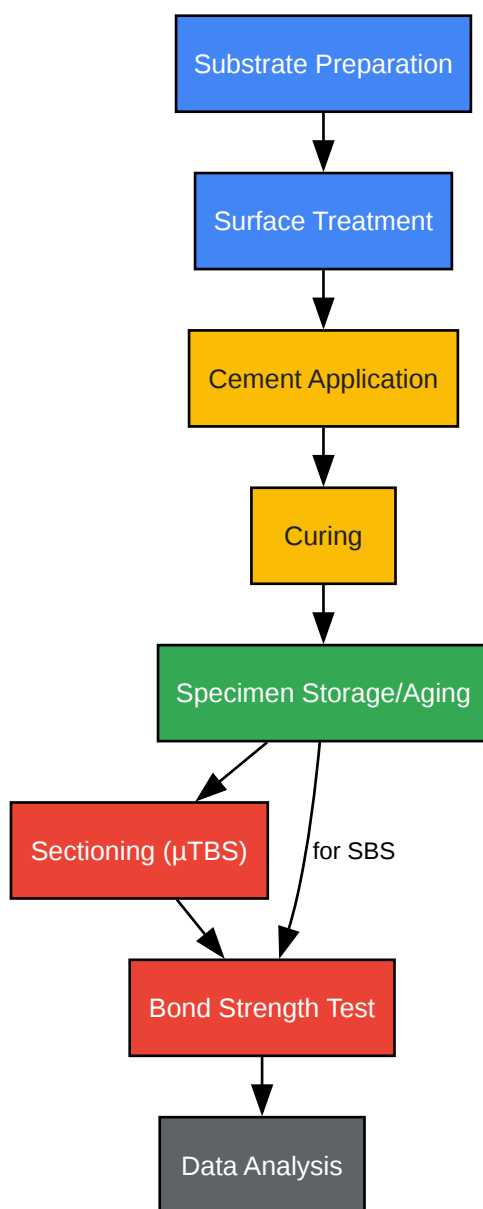 Substrate Preparation
Surface Treatment
Cement Application
Curing
Specimen Storage/Aging
Sectioning (µTBS)
for SBS
Bond Strength Test
Data Analysis